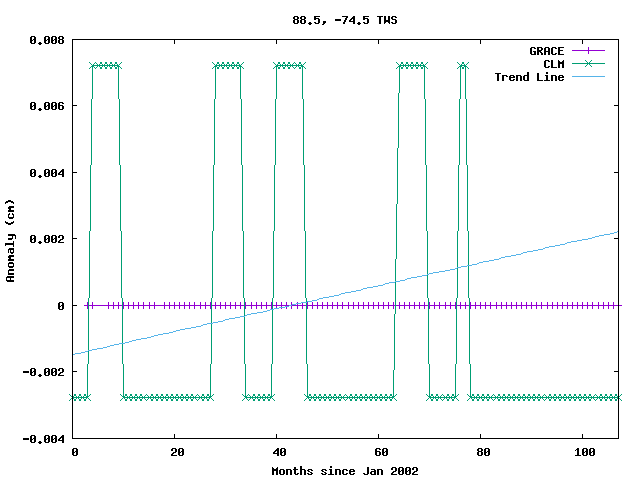 88.5, -74.5 TWS
GRACE
CLM
Trend Line
0.008
0.006
0.004
0.002
0
-0.002
-0.004
Anomaly (cm)
0 20 40 60 80 100
Months since Jan 2002